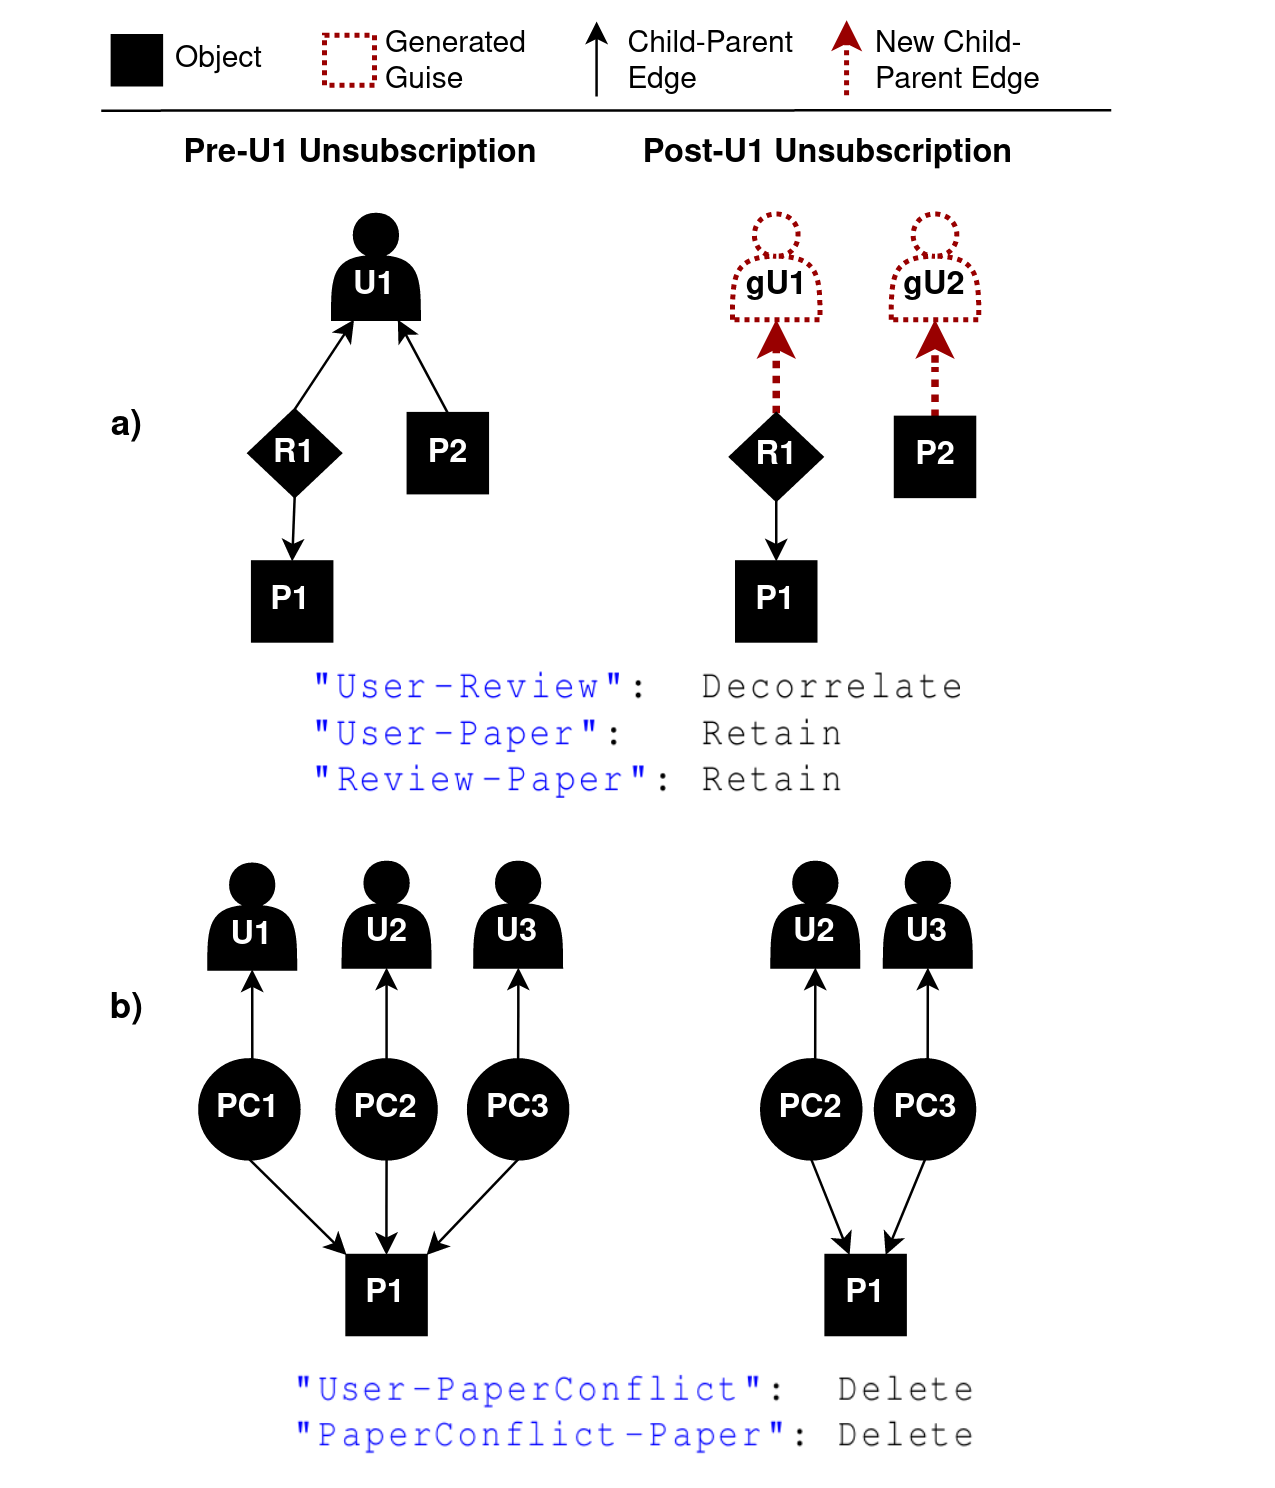 Object
Generated
Guise
Child-Parent
Edge
New Child-
Parent Edge
Pre-U1 Unsubscription
Post-U1 Unsubscription
a)
U1
R1
P2
P1
gU1
gU2
R1
P2
P1
"User-Review": Decorrelate
"User-Paper": Retain
"Review-Paper": Retain
b)
U1 U2 U3
PC1 PC2 PC3
P1
U2 U3
PC2 PC3
P1
"User-PaperConflict": Delete
"PaperConflict-Paper": Delete